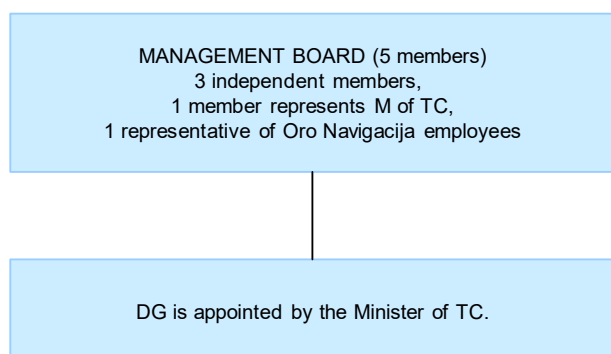 MANAGEMENT BOARD (5 members)
3 independent members,
1 member represents M of TC,
1 representative of Oro Navigacija employees
DG is appointed by the Minister of TC.